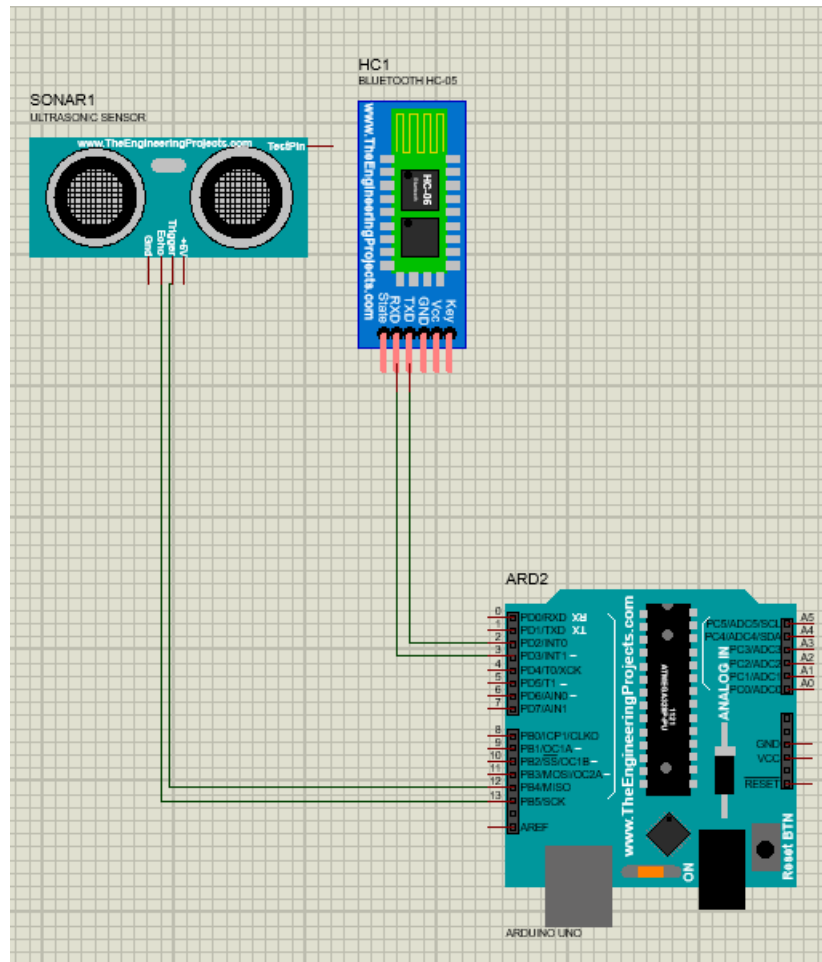 SONAR1
ULTRASONIC SENSOR
www.TheEngineeringProjects.com
TestPin
Gnd
Echo
Trigger
+5V
HC1
BLUETOOTH HC-05
www.TheEngineeringProjects.com
HC-06
State
RXD
TXD
GND
Vcc
Key
ARD2
0
PD0/RXD
RX
1
PD1/TXD
TX
2
PD2/INT0
3
PD3/INT1
4
PD4/T0/XCK
5
PD5/T1
6
PD6/AIN0
7
PD7/AIN1
8
PB0/ICP1/CLKO
9
PB1/OC1A
10
PB2/SS/OC1B
11
PB3/MOSI/OC2A
12
PB4/MISO
13
PB5/SCK
AREF
www.TheEngineeringProjects.com
ATMEGA328P-PU
1121
ANALOG IN
PC5/ADC5/SCL
A5
PC4/ADC4/SDA
A4
PC3/ADC3
A3
PC2/ADC2
A2
PC1/ADC1
A1
PC0/ADC0
A0
GND
VCC
RESET
ON
Reset BTN
ARDUINO UNO